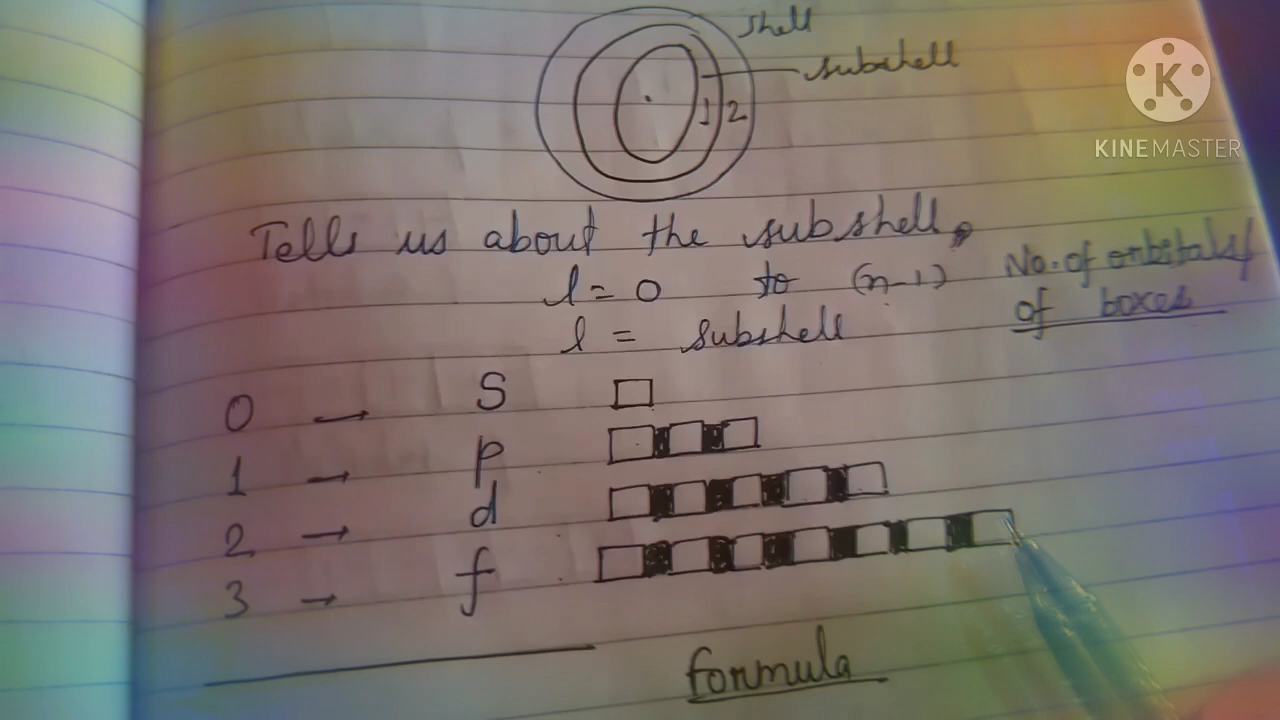 shell
subshell
1 2
K
KINEMASTER
Tells us about the subshell.
l = 0 to (n-1)
No. of orbitals/
of boxes
l = subshell
0 → S
1 → p
2 → d
3 → f
formula